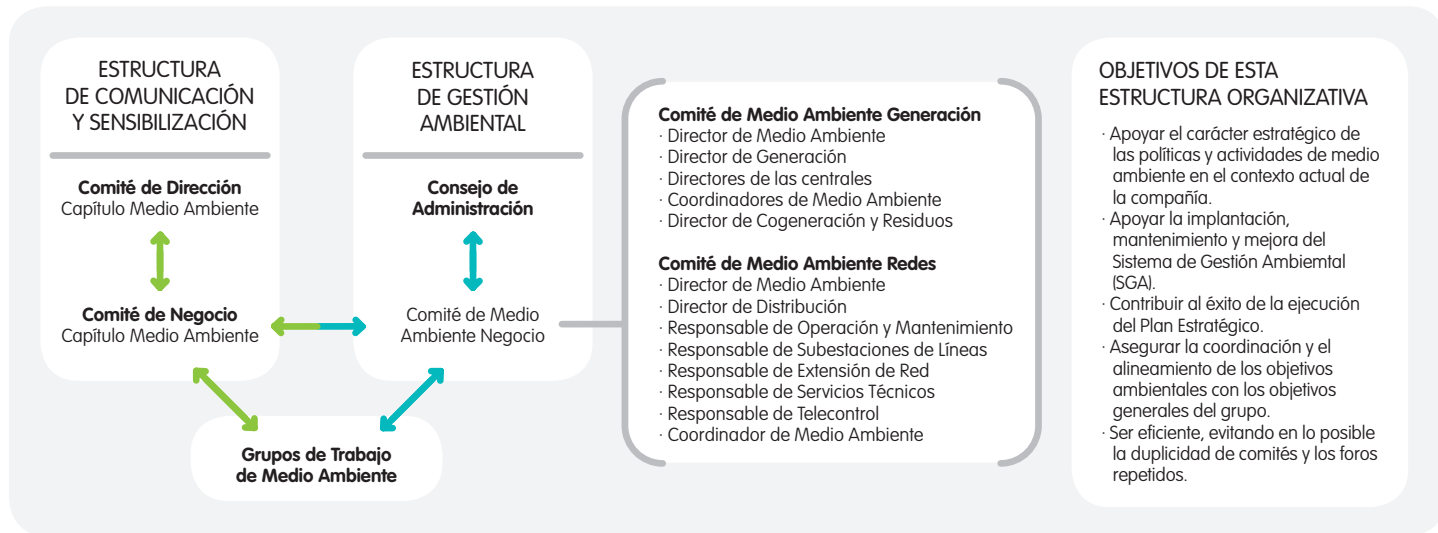 ESTRUCTURA
DE COMUNICACIÓN
Y SENSIBILIZACIÓN
Comité de Dirección
Capítulo Medio Ambiente
Comité de Negocio
Capítulo Medio Ambiente
ESTRUCTURA
DE GESTIÓN
AMBIENTAL
Consejo de
Administración
Comité de Medio
Ambiente Negocio
Grupos de Trabajo
de Medio Ambiente
Comité de Medio Ambiente Generación
· Director de Medio Ambiente
· Director de Generación
· Directores de las centrales
· Coordinadores de Medio Ambiente
· Director de Cogeneración y Residuos
Comité de Medio Ambiente Redes
· Director de Medio Ambiente
· Director de Distribución
· Responsable de Operación y Mantenimiento
· Responsable de Subestaciones de Líneas
· Responsable de Extensión de Red
· Responsable de Servicios Técnicos
· Responsable de Telecontrol
· Coordinador de Medio Ambiente
OBJETIVOS DE ESTA
ESTRUCTURA ORGANIZATIVA
· Apoyar el carácter estratégico de
las políticas y actividades de medio
ambiente en el contexto actual de
la compañía.
· Apoyar la implantación,
mantenimiento y mejora del
Sistema de Gestión Ambiemtal
(SGA).
· Contribuir al éxito de la ejecución
del Plan Estratégico.
· Asegurar la coordinación y el
alineamiento de los objetivos
ambientales con los objetivos
generales del grupo.
· Ser eficiente, evitando en lo posible
la duplicidad de comités y los foros
repetidos.